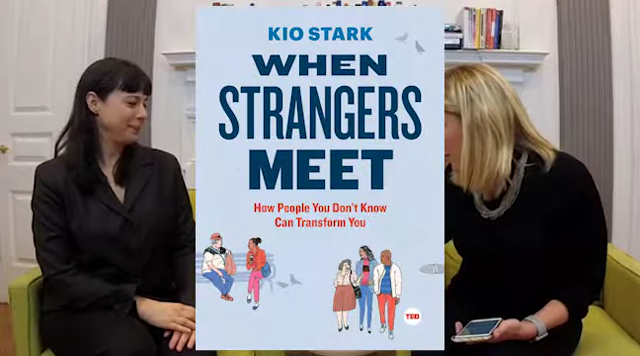 KIO STARK
WHEN
STRANGERS
MEET
How People You Don't Know
Can Transform You
TED